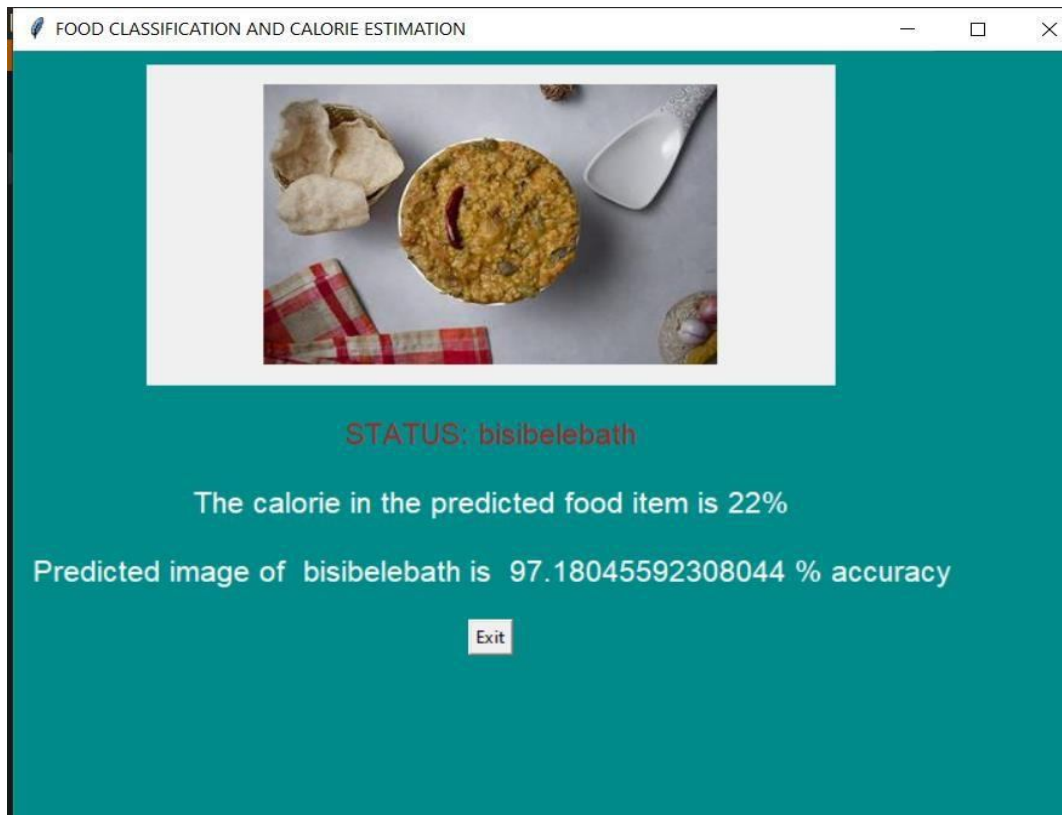 FOOD CLASSIFICATION AND CALORIE ESTIMATION
STATUS: bisibelebath
The calorie in the predicted food item is 22%
Predicted image of  bisibelebath is  97.18045592308044 % accuracy
Exit